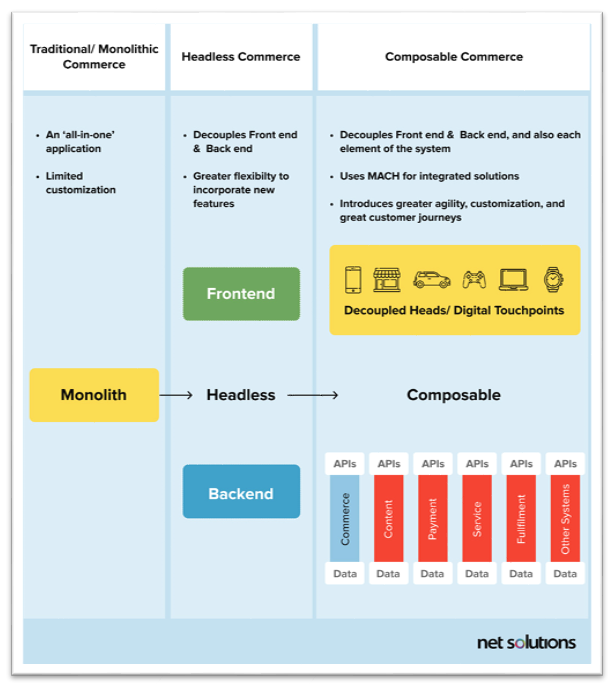 Traditional/ Monolithic
Commerce
Headless Commerce
Composable Commerce
• An ‘all-in-one’
application
• Limited
customization
• Decouples Front end
& Back end
• Greater flexibilty to
incorporate new
features
• Decouples Front end & Back end, and also each
element of the system
• Uses MACH for integrated solutions
• Introduces greater agility, customization, and
great customer journeys
Frontend
Decoupled Heads/ Digital Touchpoints
Monolith
Headless
Composable
Backend
APIs APIs APIs APIs APIs APIs
Commerce
Content
Payment
Service
Fullfilment
Other Systems
Data Data Data Data Data Data
net solutions